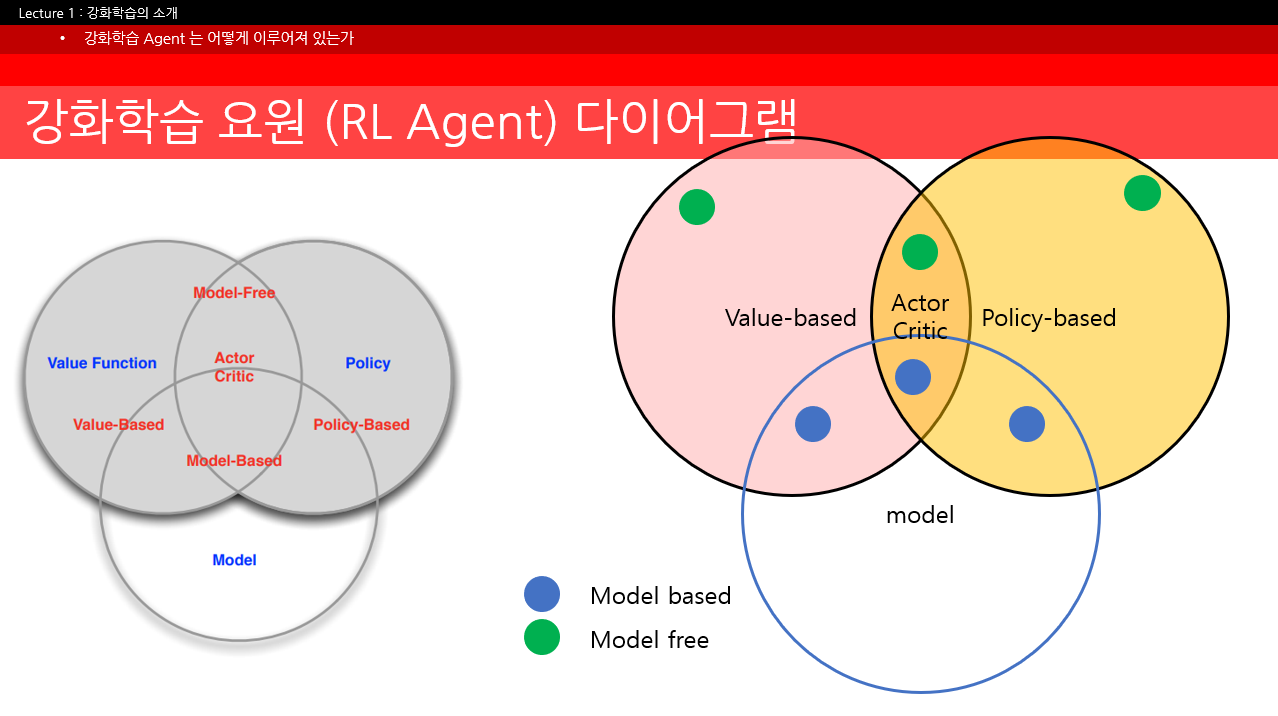 Lecture 1 : 강화학습의 소개
• 강화학습 Agent 는 어떻게 이루어져 있는가
강화학습 요원 (RL Agent) 다이어그램
Model-Free
Value Function
Actor
Critic
Policy
Value-Based
Policy-Based
Model-Based
Model
Value-based
Actor
Critic
Policy-based
model
Model based
Model free